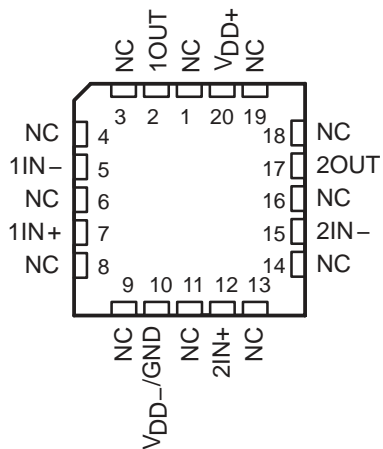 NC
1OUT
NC
VDD+
NC
3
2
1
20
19
NC
4
18
NC
1IN−
5
17
2OUT
NC
6
16
NC
1IN+
7
15
2IN−
NC
8
14
NC
9
10
11
12
13
NC
VDD−/GND
NC
2IN+
NC